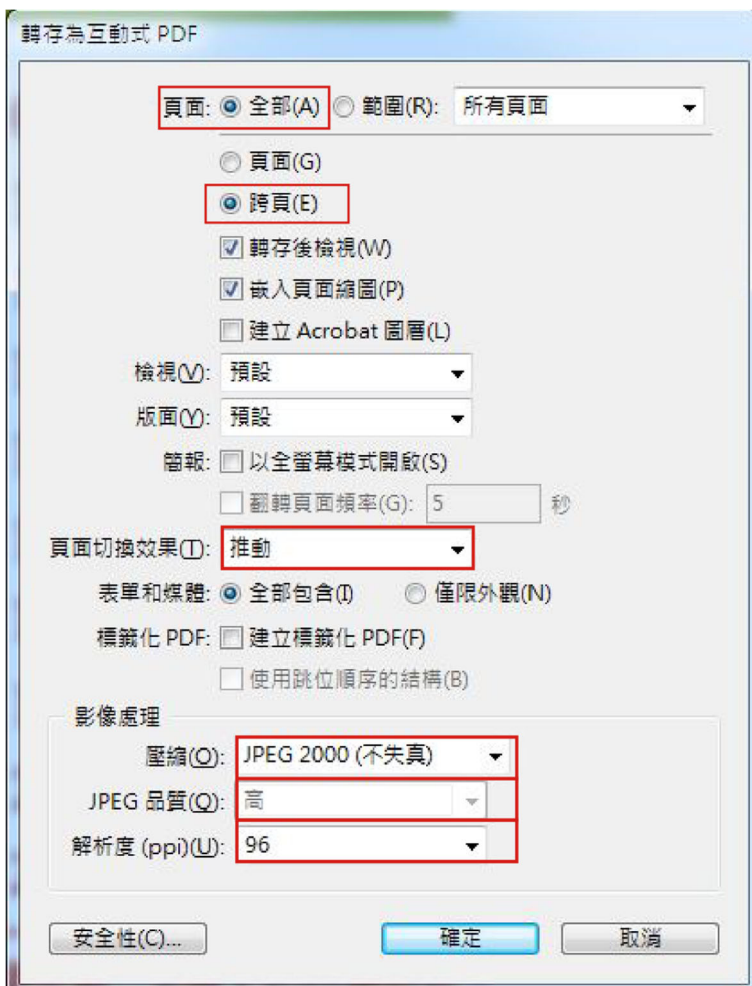 轉存為互動式 PDF
頁面: 全部(A) 範圍(R): 所有頁面
頁面(G)
跨頁(E)
轉存後檢視(W)
嵌入頁面縮圖(P)
建立 Acrobat 圖層(L)
檢視(V): 預設
版面(Y): 預設
簡報: 以全螢幕模式開啟(S)
翻轉頁面頻率(G): 5 秒
頁面切換效果(T): 推動
表單和媒體: 全部包含(I) 僅限外觀(N)
標籤化 PDF: 建立標籤化 PDF(F)
使用跳位順序的結構(B)
影像處理
壓縮(O): JPEG 2000 (不失真)
JPEG 品質(Q): 高
解析度 (ppi)(U): 96
安全性(C)... 確定 取消